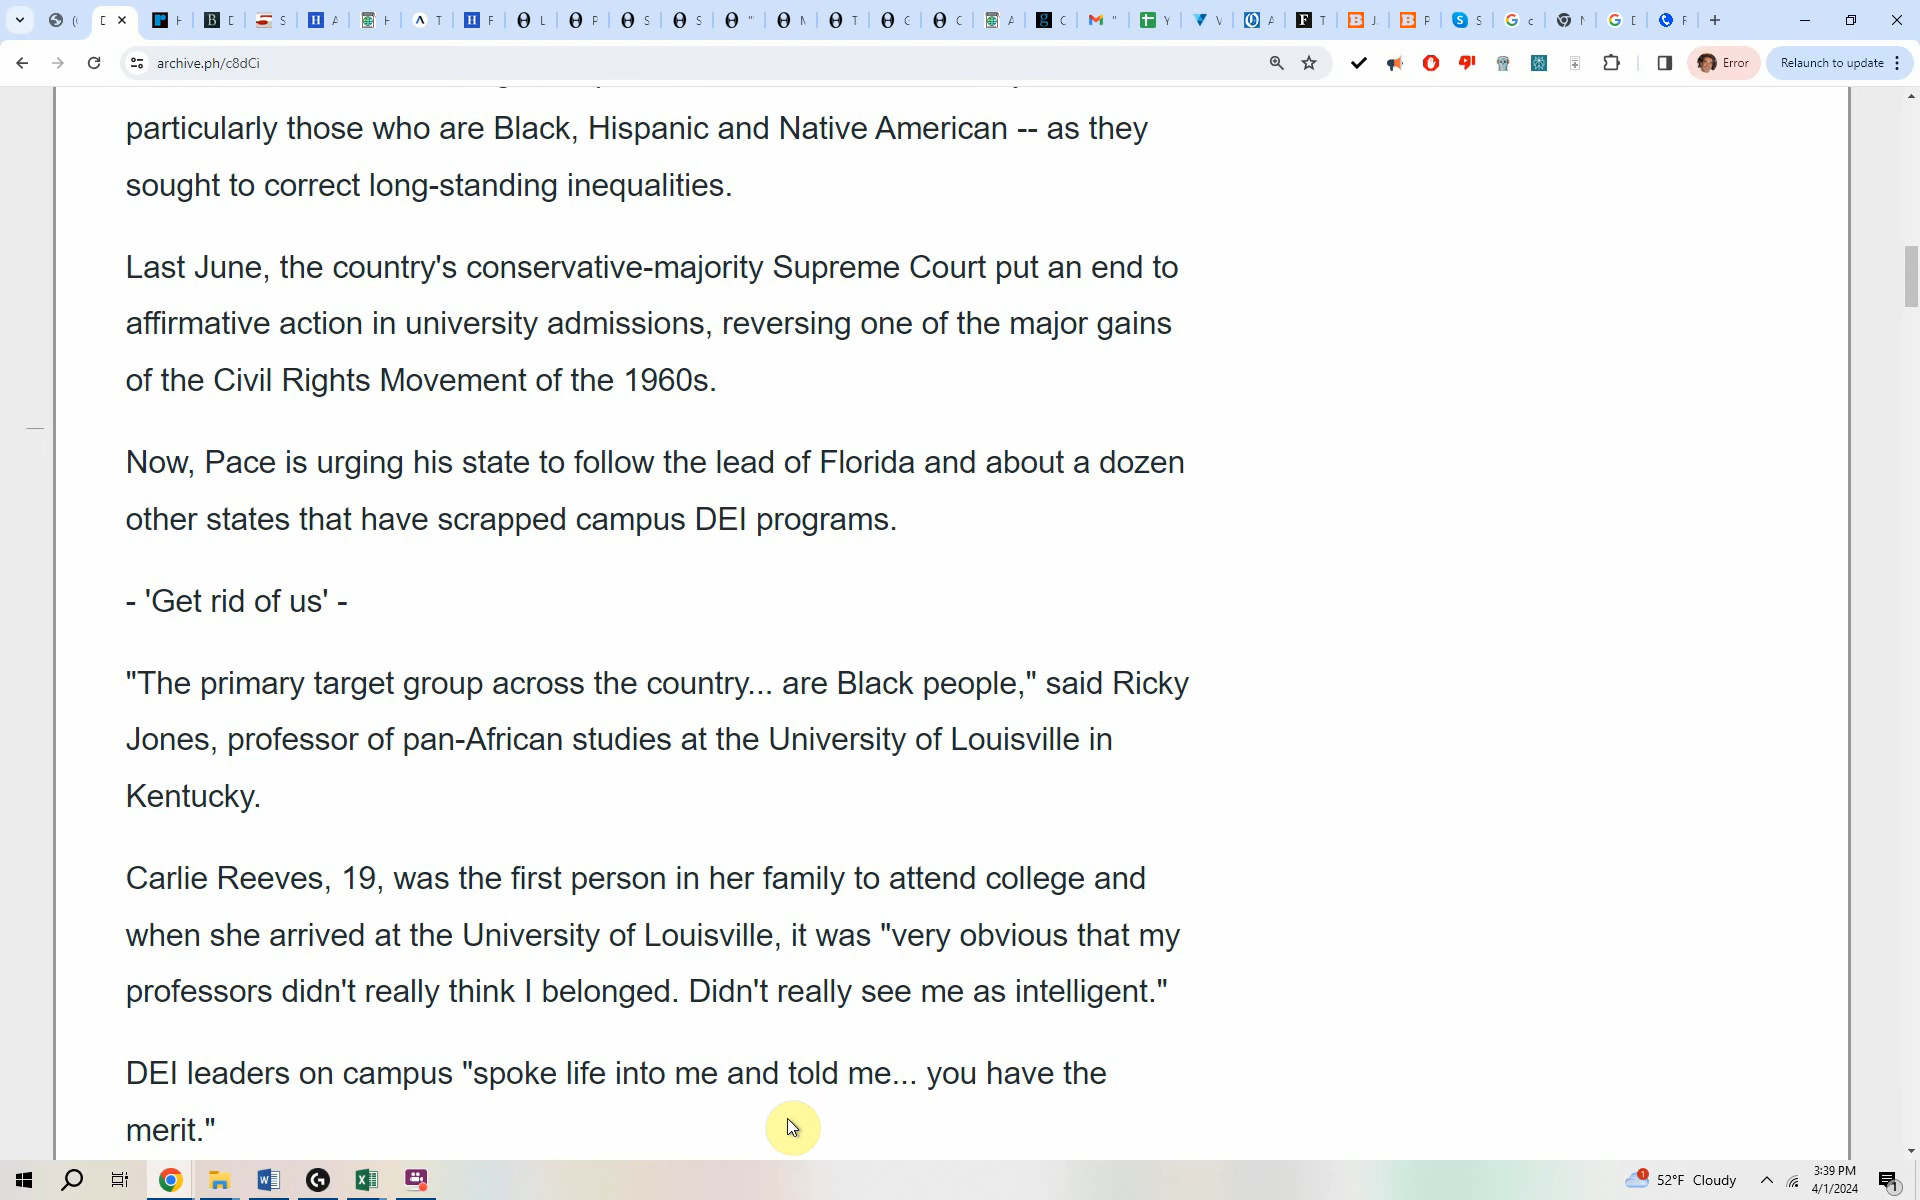 archive.ph/c8dCi
Error
Relaunch to update
particularly those who are Black, Hispanic and Native American -- as they
sought to correct long-standing inequalities.
Last June, the country's conservative-majority Supreme Court put an end to
affirmative action in university admissions, reversing one of the major gains
of the Civil Rights Movement of the 1960s.
Now, Pace is urging his state to follow the lead of Florida and about a dozen
other states that have scrapped campus DEI programs.
- 'Get rid of us' -
"The primary target group across the country... are Black people," said Ricky
Jones, professor of pan-African studies at the University of Louisville in
Kentucky.
Carlie Reeves, 19, was the first person in her family to attend college and
when she arrived at the University of Louisville, it was "very obvious that my
professors didn't really think I belonged. Didn't really see me as intelligent."
DEI leaders on campus "spoke life into me and told me... you have the
merit."
52°F Cloudy
3:39 PM
4/1/2024